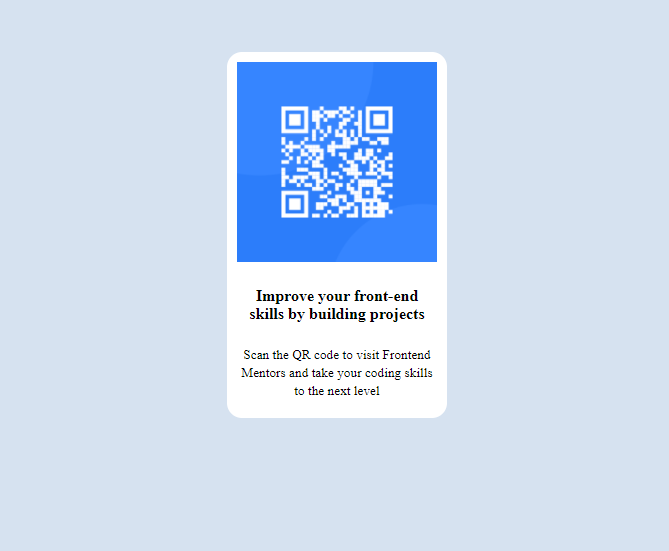 Improve your front-end
skills by building projects
Scan the QR code to visit Frontend
Mentors and take your coding skills
to the next level